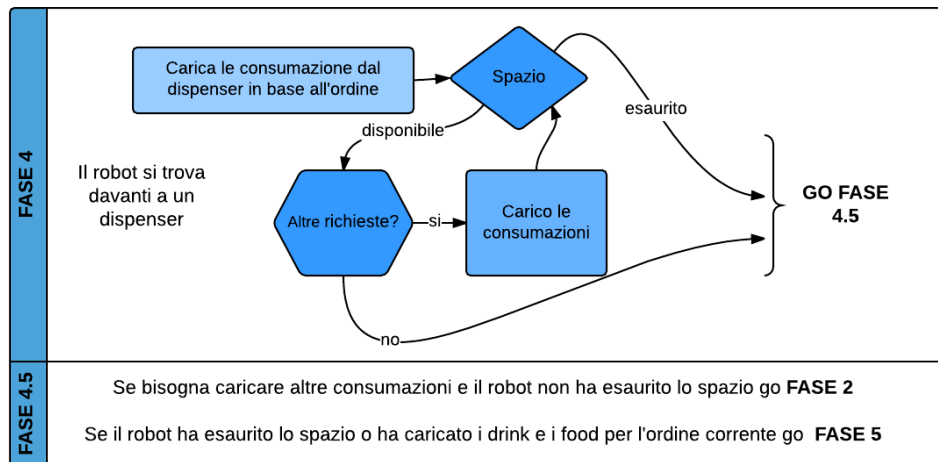 FASE 4
Carica le consumazione dal
dispenser in base all'ordine
Spazio
esaurito
disponibile
Il robot si trova
davanti a un
dispenser
Altre richieste?
si
Carico le
consumazioni
GO FASE
4.5
no
FASE 4.5
Se bisogna caricare altre consumazioni e il robot non ha esaurito lo spazio go FASE 2
Se il robot ha esaurito lo spazio o ha caricato i drink e i food per l'ordine corrente go FASE 5